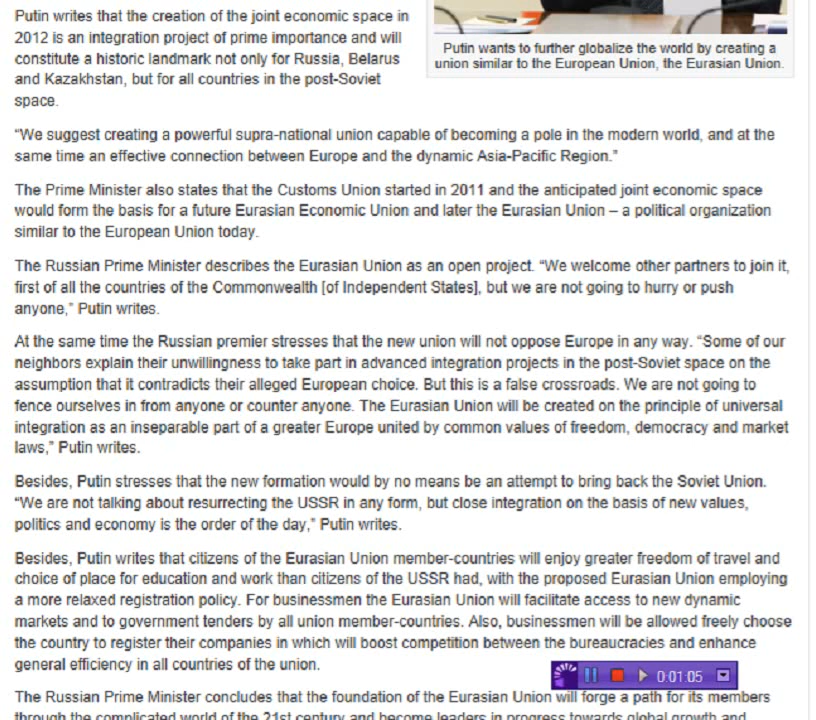 Putin writes that the creation of the joint economic space in
2012 is an integration project of prime importance and will
constitute a historic landmark not only for Russia, Belarus
and Kazakhstan, but for all countries in the post-Soviet
space.
Putin wants to further globalize the world by creating a
union similar to the European Union, the Eurasian Union.
“We suggest creating a powerful supra-national union capable of becoming a pole in the modern world, and at the
same time an effective connection between Europe and the dynamic Asia-Pacific Region.”
The Prime Minister also states that the Customs Union started in 2011 and the anticipated joint economic space
would form the basis for a future Eurasian Economic Union and later the Eurasian Union – a political organization
similar to the European Union today.
The Russian Prime Minister describes the Eurasian Union as an open project. “We welcome other partners to join it,
first of all the countries of the Commonwealth [of Independent States], but we are not going to hurry or push
anyone,” Putin writes.
At the same time the Russian premier stresses that the new union will not oppose Europe in any way. “Some of our
neighbors explain their unwillingness to take part in advanced integration projects in the post-Soviet space on the
assumption that it contradicts their alleged European choice. But this is a false crossroads. We are not going to
fence ourselves in from anyone or counter anyone. The Eurasian Union will be created on the principle of universal
integration as an inseparable part of a greater Europe united by common values of freedom, democracy and market
laws,” Putin writes.
Besides, Putin stresses that the new formation would by no means be an attempt to bring back the Soviet Union.
“We are not talking about resurrecting the USSR in any form, but close integration on the basis of new values,
politics and economy is the order of the day,” Putin writes.
Besides, Putin writes that citizens of the Eurasian Union member-countries will enjoy greater freedom of travel and
choice of place for education and work than citizens of the USSR had, with the proposed Eurasian Union employing
a more relaxed registration policy. For businessmen the Eurasian Union will facilitate access to new dynamic
markets and to government tenders by all union member-countries. Also, businessmen will be allowed freely choose
the country to register their companies in which will boost competition between the bureaucracies and enhance
general efficiency in all countries of the union.
0:01:05
The Russian Prime Minister concludes that the foundation of the Eurasian Union will forge a path for its members
through the complicated world of the 21st century and become leaders in progress towards global growth and